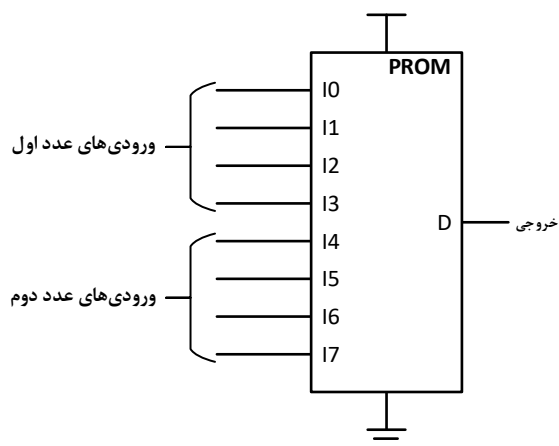 PROM
I0
I1
ورودی‌های عدد اول
I2
I3
D
خروجی
I4
I5
ورودی‌های عدد دوم
I6
I7